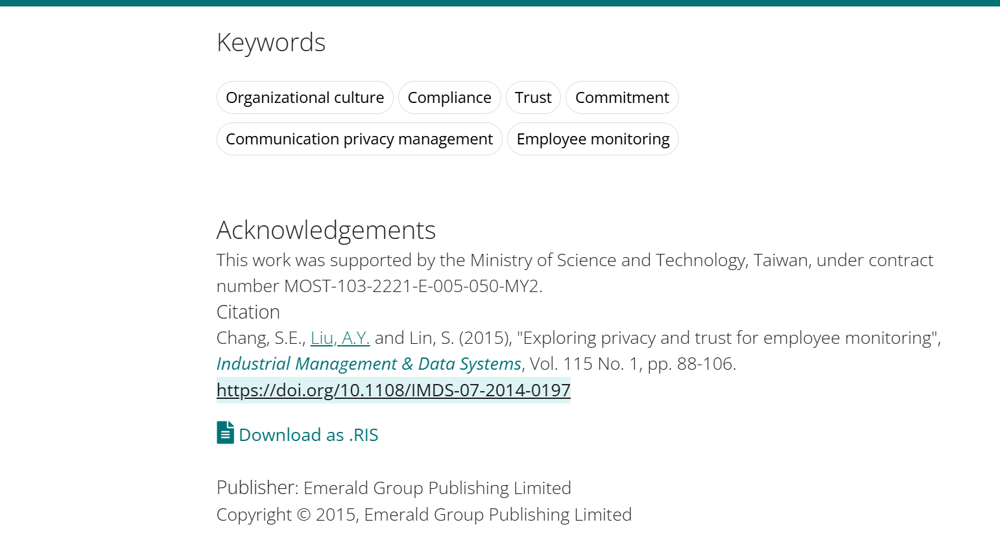 Keywords
Organizational culture Compliance Trust Commitment
Communication privacy management Employee monitoring
Acknowledgements
This work was supported by the Ministry of Science and Technology, Taiwan, under contract
number MOST-103-2221-E-005-050-MY2.
Citation
Chang, S.E., Liu, A.Y. and Lin, S. (2015), "Exploring privacy and trust for employee monitoring",
Industrial Management & Data Systems, Vol. 115 No. 1, pp. 88-106.
https://doi.org/10.1108/IMDS-07-2014-0197
Download as .RIS
Publisher: Emerald Group Publishing Limited
Copyright © 2015, Emerald Group Publishing Limited